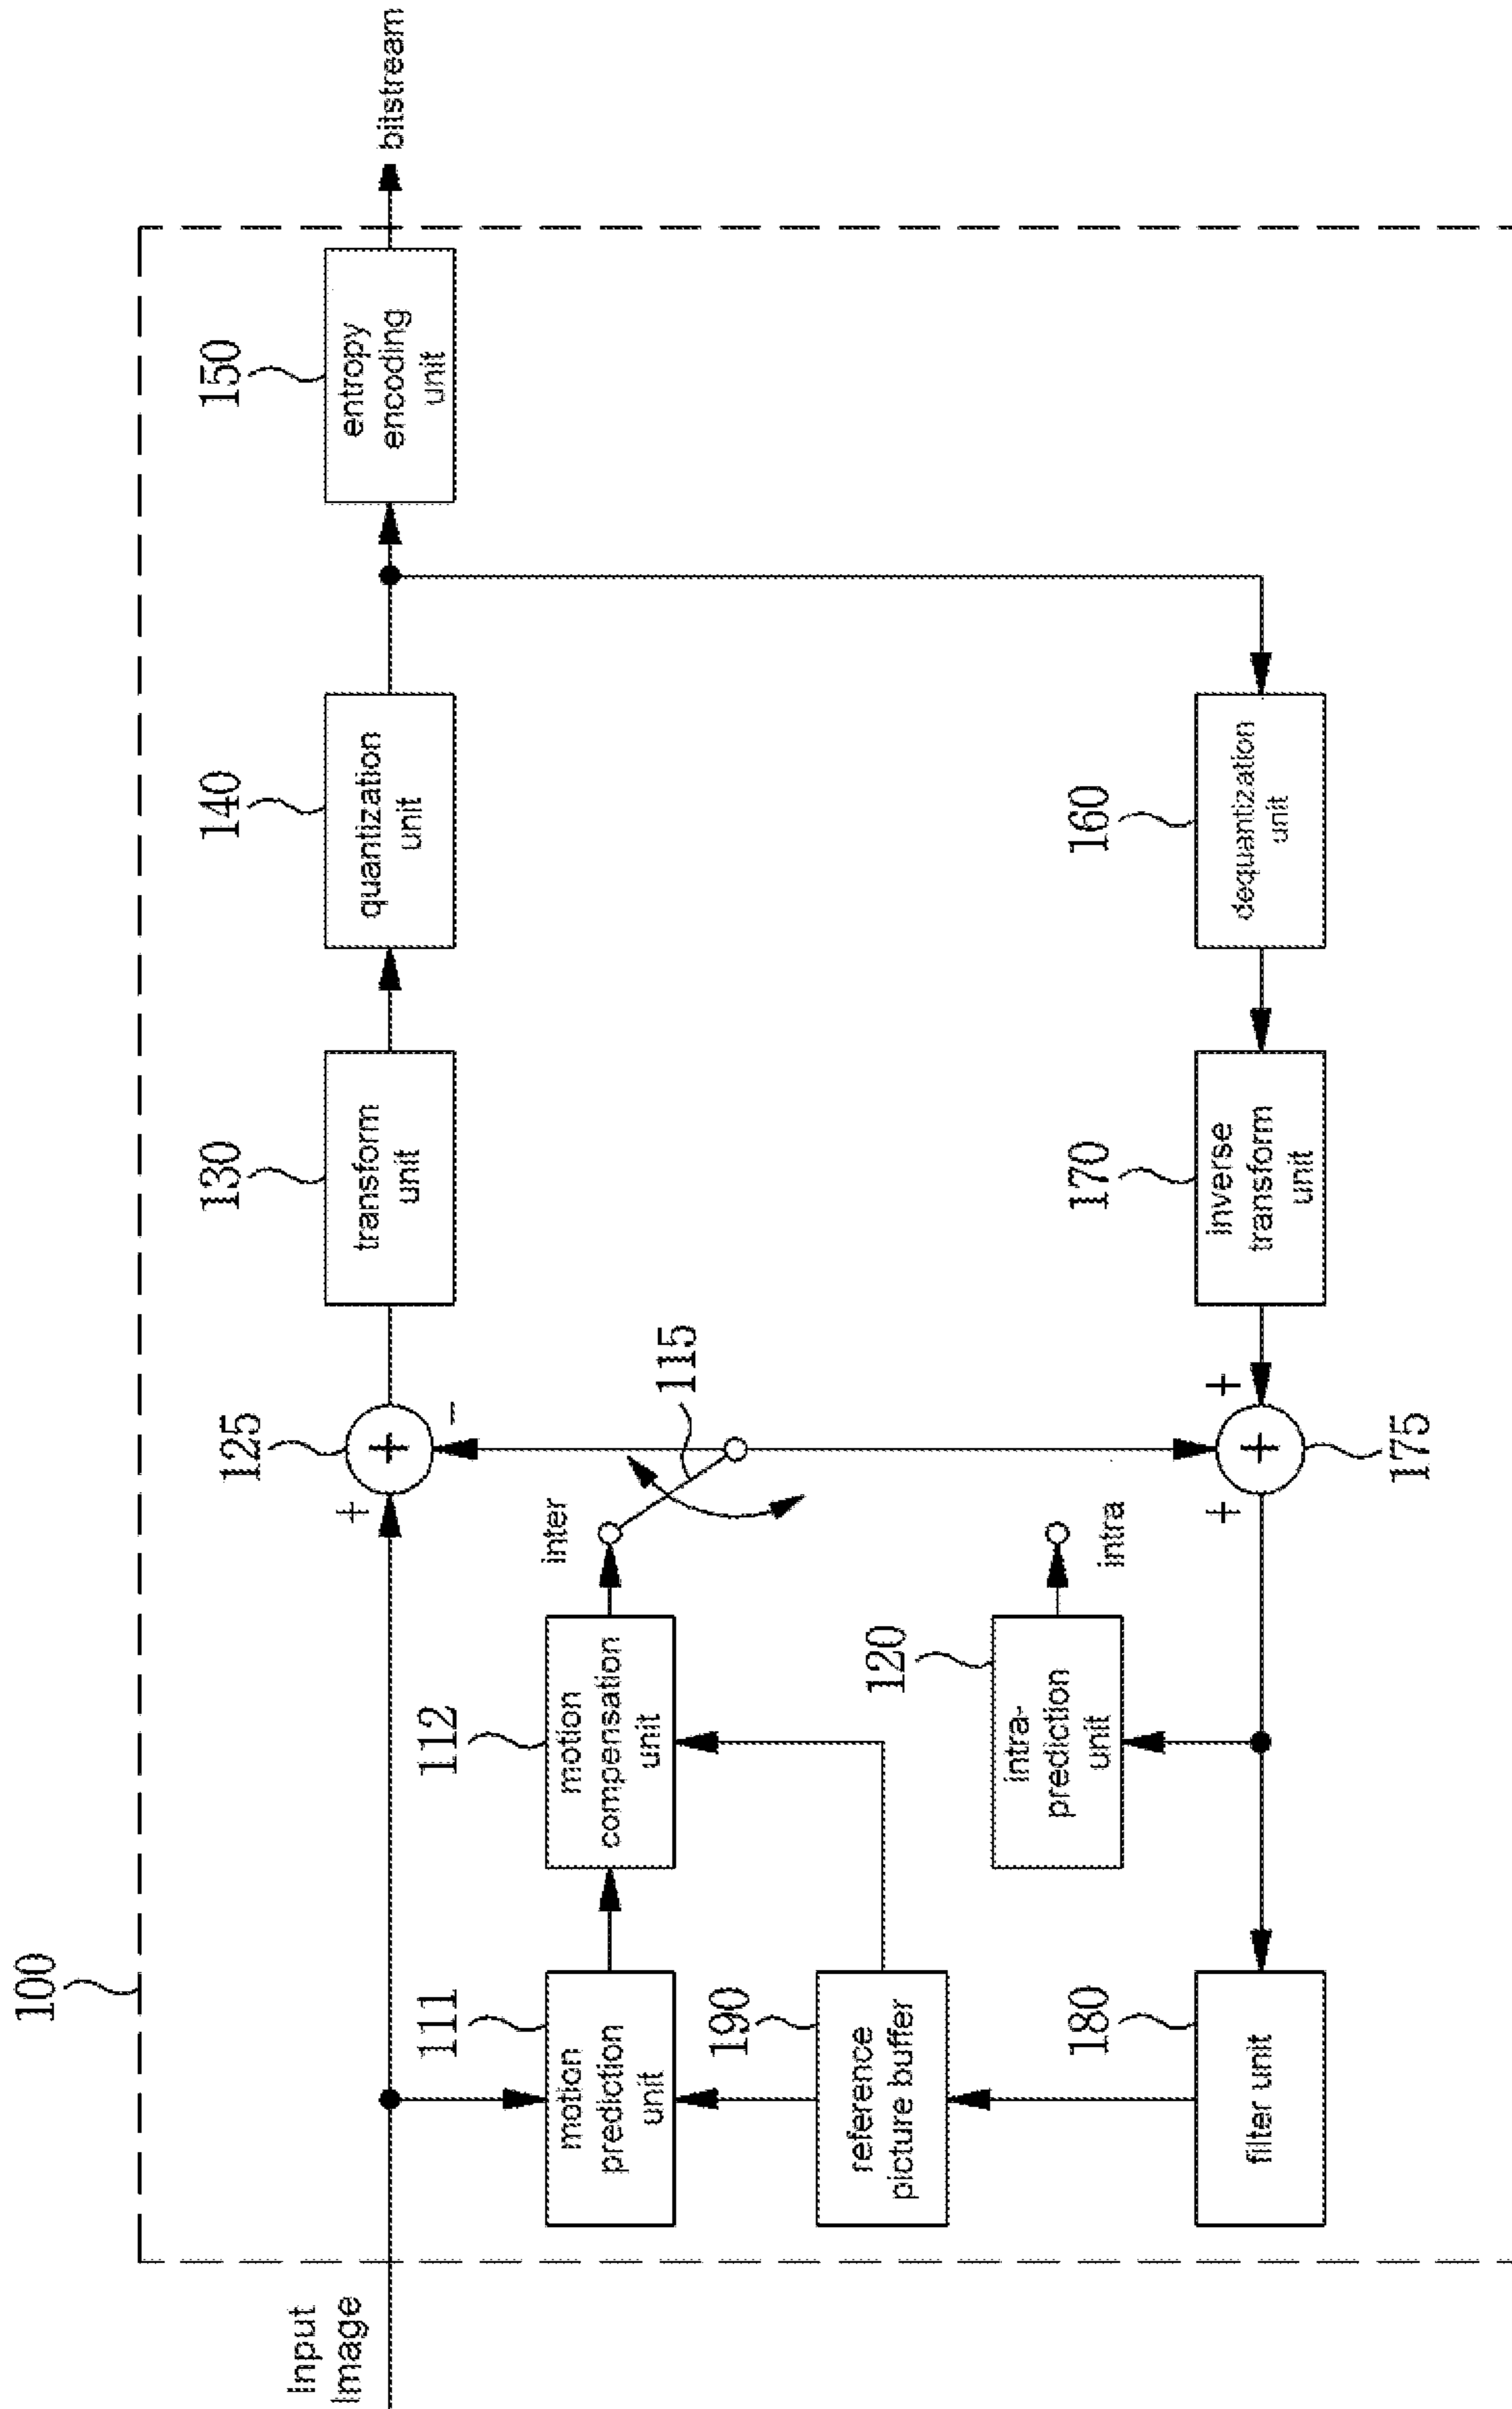 100
Input
Image
125
+
-
+
130
transform
unit
140
quantization
unit
150
entropy
encoding
unit
bitstream
111
motion
prediction
unit
112
motion
compensation
unit
inter
115
190
reference
picture buffer
120
intra-
prediction
unit
intra
180
filter unit
+
+
+
175
170
inverse
transform
unit
160
dequantization
unit